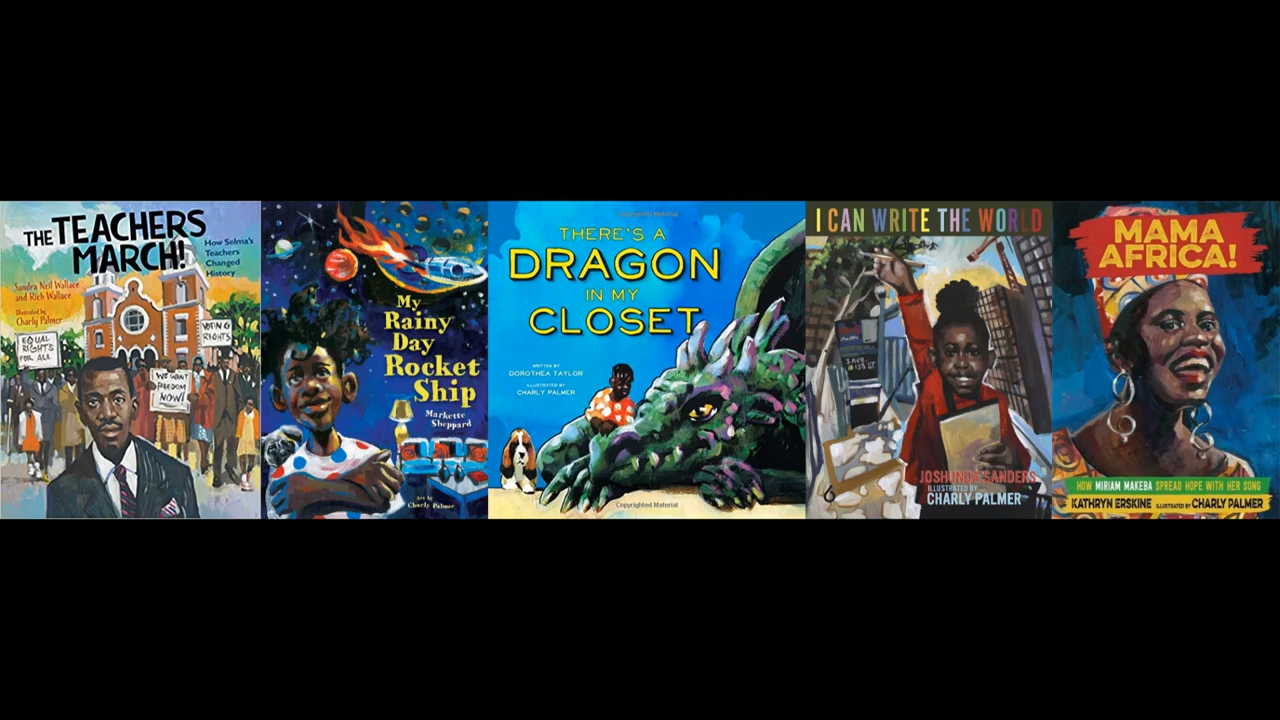 THE TEACHERS
MARCH!
How Selma's
Teachers
Changed
History
Sandra Neil Wallace
and Rich Wallace
Illustrated by
Charly Palmer
EQUAL
RIGHTS
FOR ALL
VOTING
RIGHTS
WE WANT
FREEDOM
NOW!
My
Rainy
Day
Rocket
Ship
Markette
Sheppard
Art by
Charly Palmer
Copyrighted Material
THERE'S A
DRAGON
IN MY
CLOSET
WRITTEN BY
DOROTHEA TAYLOR
ILLUSTRATED BY
CHARLY PALMER
Copyrighted Material
I CAN WRITE THE WORLD
JOSHUNDA SANDERS
ILLUSTRATED BY
CHARLY PALMER
MAMA
AFRICA!
HOW MIRIAM MAKEBA SPREAD HOPE WITH HER SONG
KATHRYN ERSKINE ILLUSTRATED BY CHARLY PALMER